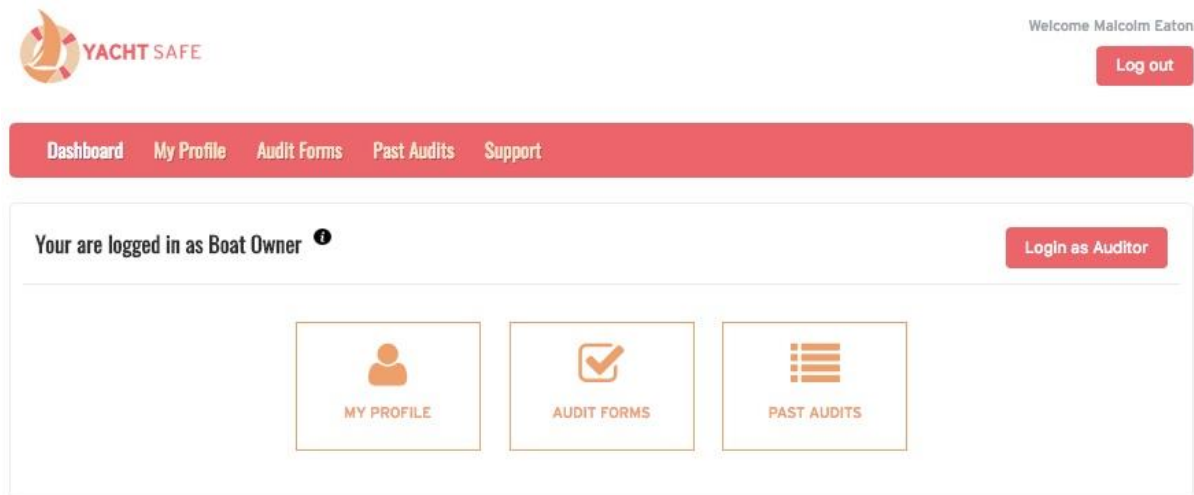 YACHT SAFE
Welcome Malcolm Eaton
Log out
Dashboard My Profile Audit Forms Past Audits Support
Your are logged in as Boat Owner
Login as Auditor
MY PROFILE AUDIT FORMS PAST AUDITS